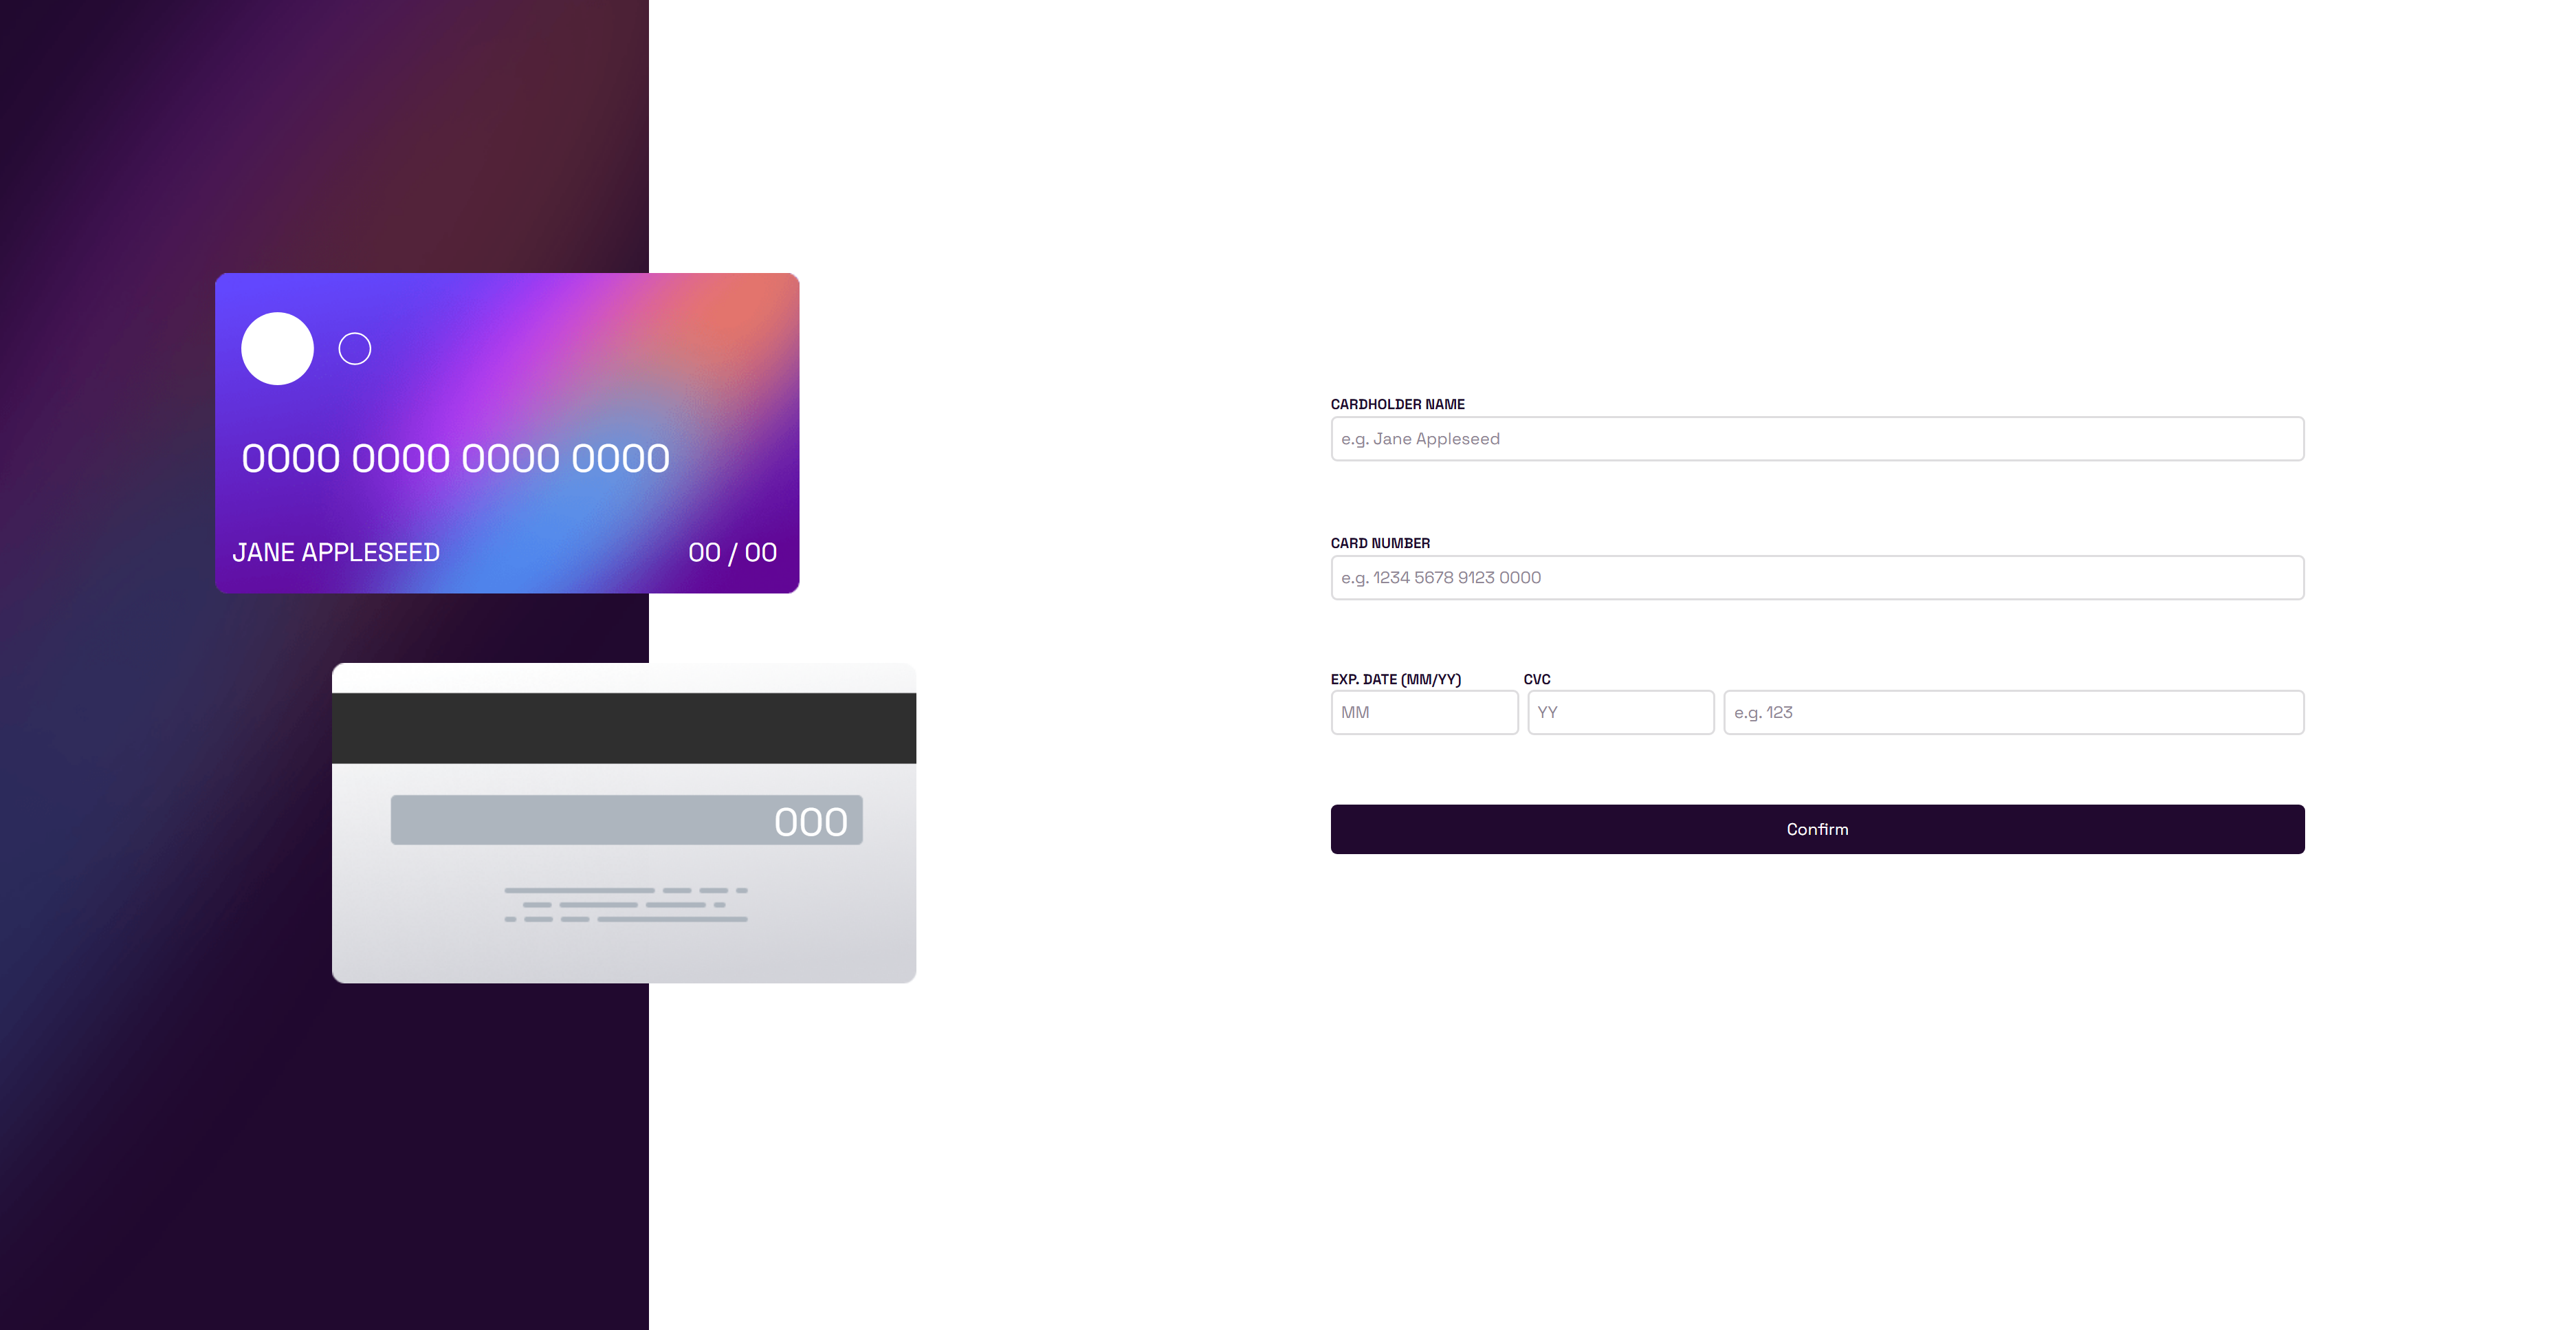 0000 0000 0000 0000
JANE APPLESEED 00 / 00
000
CARDHOLDER NAME
e.g. Jane Appleseed
CARD NUMBER
e.g. 1234 5678 9123 0000
EXP. DATE (MM/YY) CVC
MM YY e.g. 123
Confirm